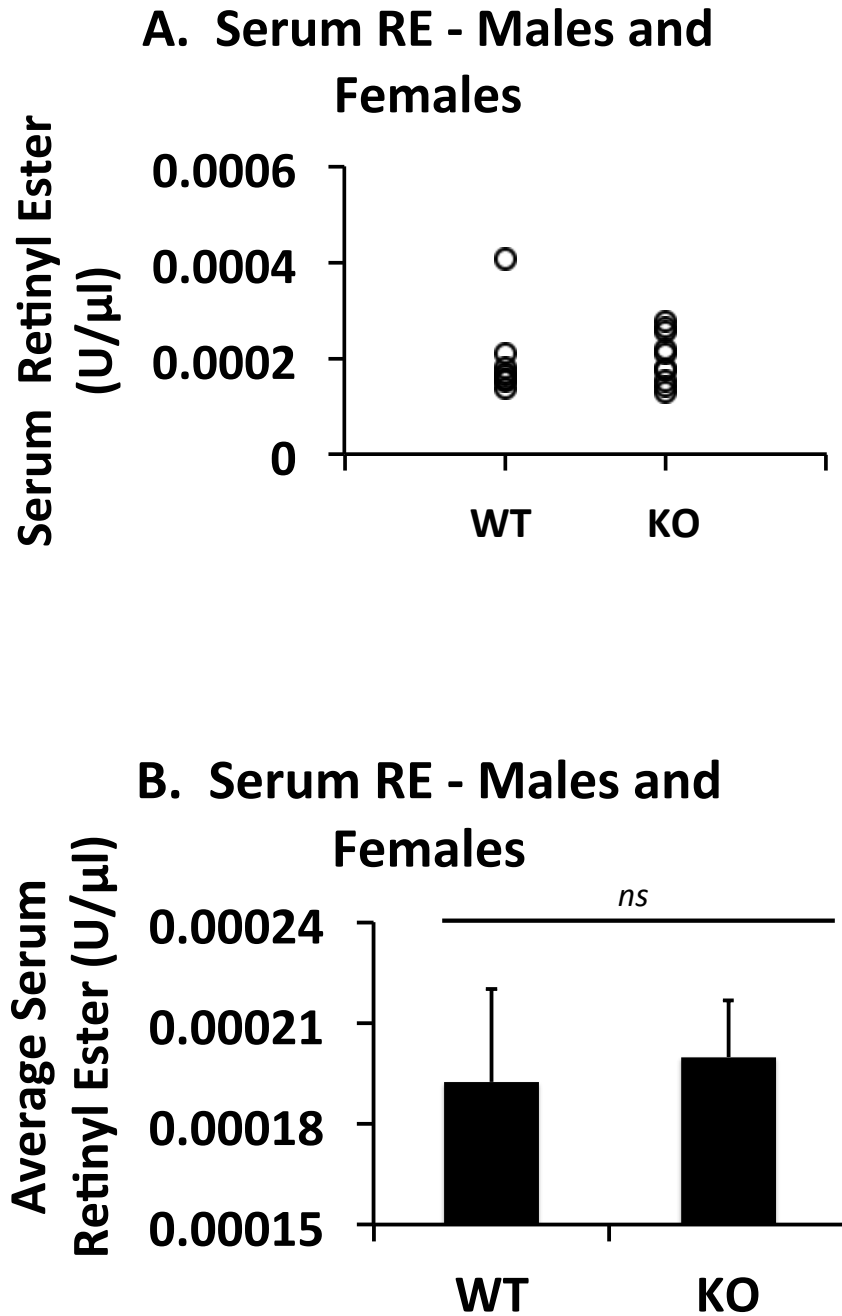 A.  Serum RE - Males and
Females
Serum  Retinyl Ester
(U/µl)
0.0006
0.0004
0.0002
0
WT
KO
B.  Serum RE - Males and
Females
Average Serum
Retinyl Ester (U/µl)
ns
0.00024
0.00021
0.00018
0.00015
WT
KO